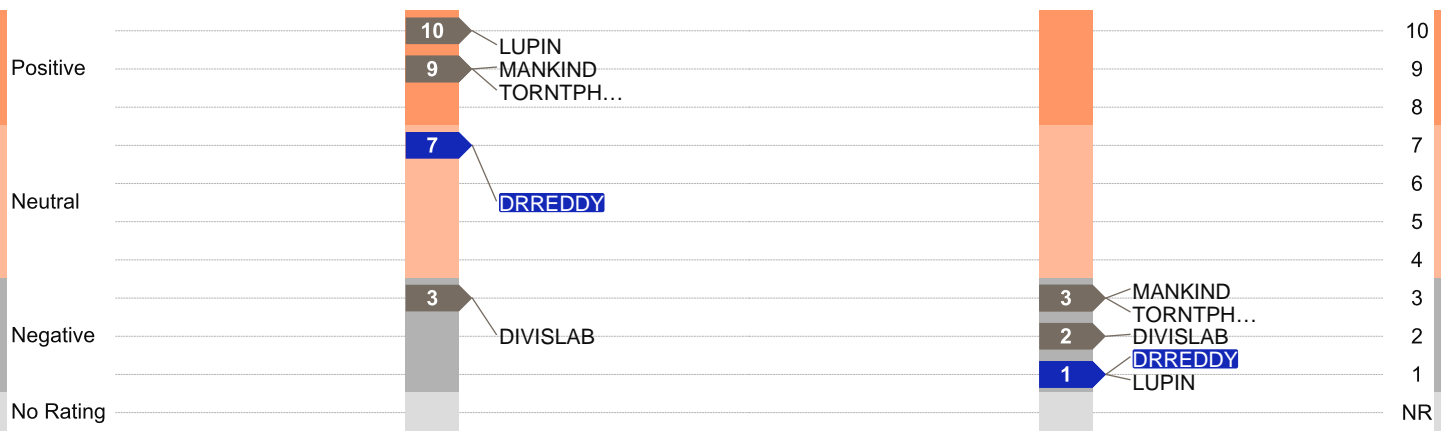 Positive
Neutral
Negative
No Rating
10
LUPIN
9
MANKIND
TORNTPH...
7
DRREDDY
3
DIVISLAB
3
MANKIND
TORNTPH...
2
DIVISLAB
DRREDDY
1
LUPIN
10
9
8
7
6
5
4
3
2
1
NR